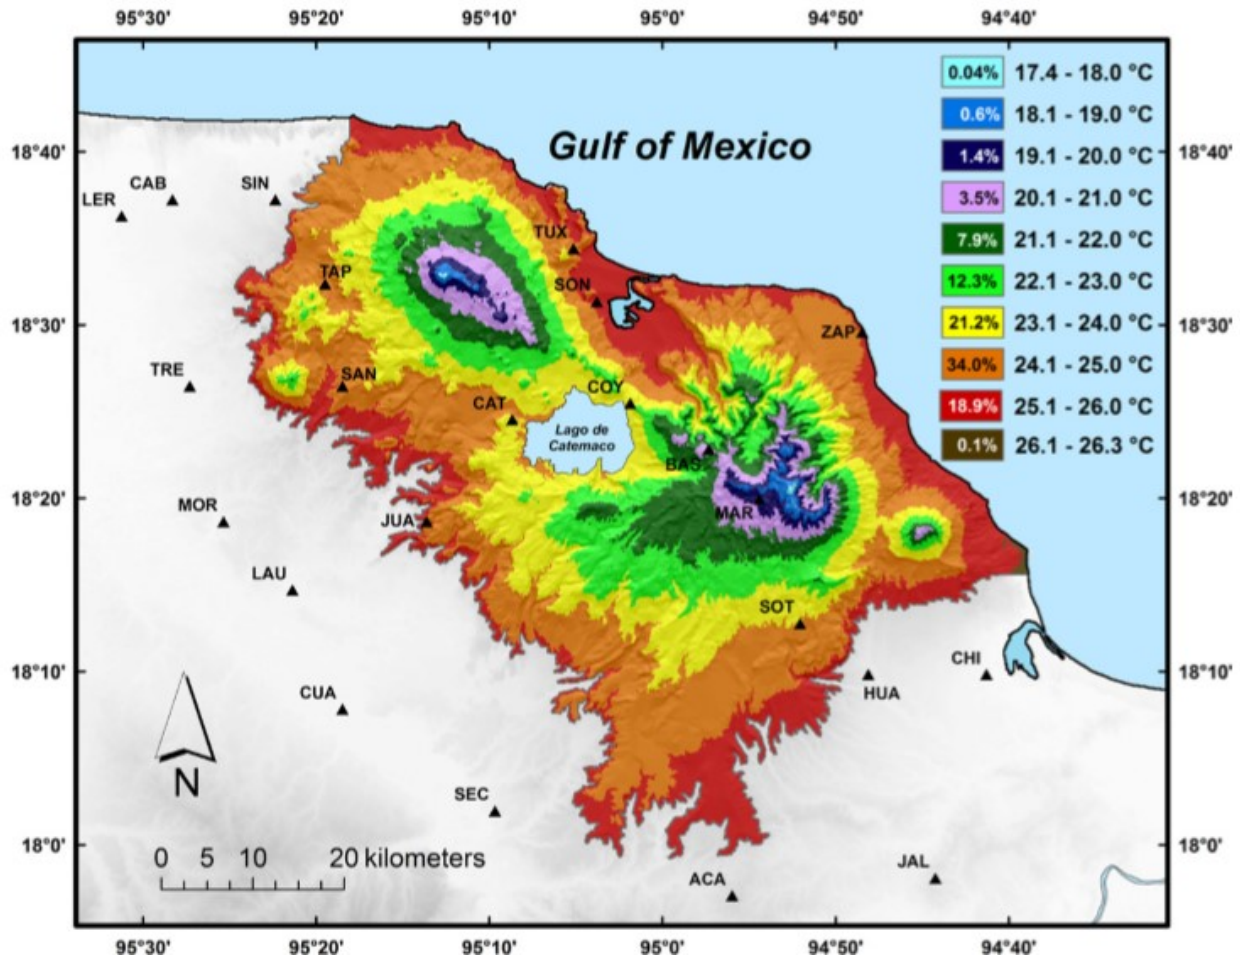 95°30' 95°20' 95°10' 95°0' 94°50' 94°40'
0.04% 17.4 - 18.0 °C
0.6% 18.1 - 19.0 °C
1.4% 19.1 - 20.0 °C
3.5% 20.1 - 21.0 °C
7.9% 21.1 - 22.0 °C
12.3% 22.1 - 23.0 °C
21.2% 23.1 - 24.0 °C
34.0% 24.1 - 25.0 °C
18.9% 25.1 - 26.0 °C
0.1% 26.1 - 26.3 °C
Gulf of Mexico
18°40' 18°40'
CAB SIN
LER
TUX
TAP
SON
18°30' ZAP 18°30'
TRE SAN
COY
CAT
Lago de
Catemaco
BAS
18°20' 18°20'
MOR MAR
JUA
LAU
SOT
18°10' CHI 18°10'
CUA HUA
N
SEC
18°0' 18°0'
0 5 10 20 kilometers
JAL
ACA
95°30' 95°20' 95°10' 95°0' 94°50' 94°40'